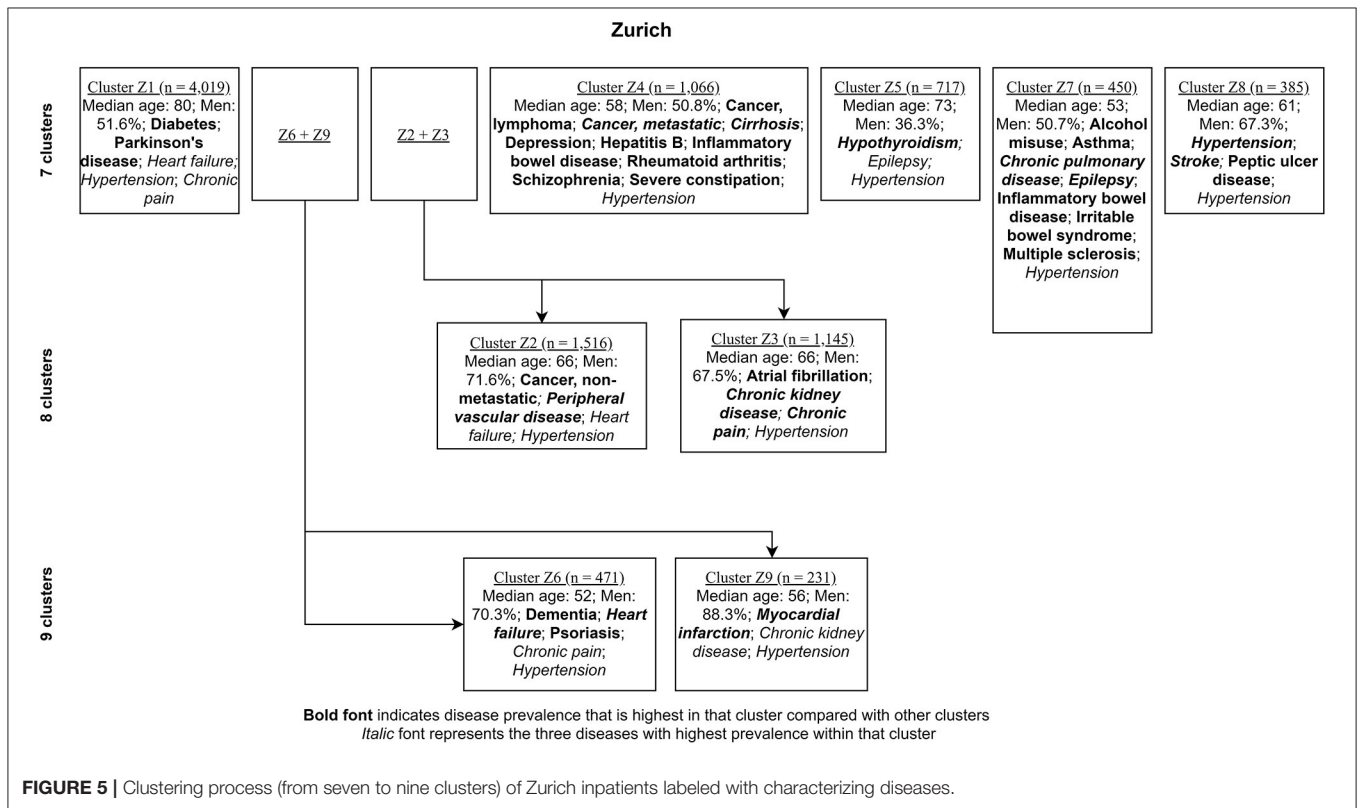 Zurich
7 clusters
Cluster Z1 (n = 4,019)
Median age: 80; Men:
51.6%; Diabetes;
Parkinson's
disease; Heart failure;
Hypertension; Chronic
pain
Z6 + Z9
Z2 + Z3
Cluster Z4 (n = 1,066)
Median age: 58; Men: 50.8%; Cancer,
lymphoma; Cancer, metastatic; Cirrhosis;
Depression; Hepatitis B; Inflammatory
bowel disease; Rheumatoid arthritis;
Schizophrenia; Severe constipation;
Hypertension
Cluster Z5 (n = 717)
Median age: 73;
Men: 36.3%;
Hypothyroidism;
Epilepsy;
Hypertension
Cluster Z7 (n = 450)
Median age: 53;
Men: 50.7%; Alcohol
misuse; Asthma;
Chronic pulmonary
disease; Epilepsy;
Inflammatory bowel
disease; Irritable
bowel syndrome;
Multiple sclerosis;
Hypertension
Cluster Z8 (n = 385)
Median age: 61;
Men: 67.3%;
Hypertension;
Stroke; Peptic ulcer
disease;
Hypertension
8 clusters
Cluster Z2 (n = 1,516)
Median age: 66; Men:
71.6%; Cancer, non-
metastatic; Peripheral
vascular disease; Heart
failure; Hypertension
Cluster Z3 (n = 1,145)
Median age: 66; Men:
67.5%; Atrial fibrillation;
Chronic kidney
disease; Chronic
pain; Hypertension
9 clusters
Cluster Z6 (n = 471)
Median age: 52; Men:
70.3%; Dementia; Heart
failure; Psoriasis;
Chronic pain;
Hypertension
Cluster Z9 (n = 231)
Median age: 56; Men:
88.3%; Myocardial
infarction; Chronic kidney
disease; Hypertension
Bold font indicates disease prevalence that is highest in that cluster compared with other clusters
Italic font represents the three diseases with highest prevalence within that cluster
FIGURE 5 | Clustering process (from seven to nine clusters) of Zurich inpatients labeled with characterizing diseases.